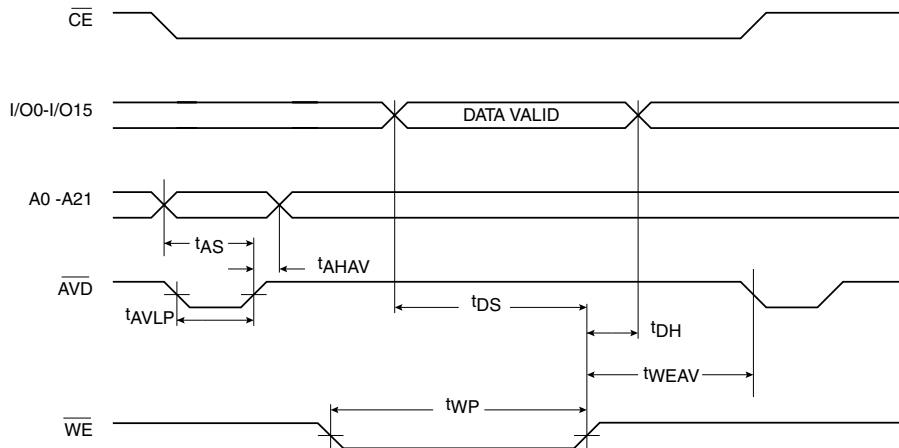 CE
I/O0-I/O15
DATA VALID
A0 -A21
tAS
tAHAV
AVD
tAVLP
tDS
tDH
tWEAV
tWP
WE